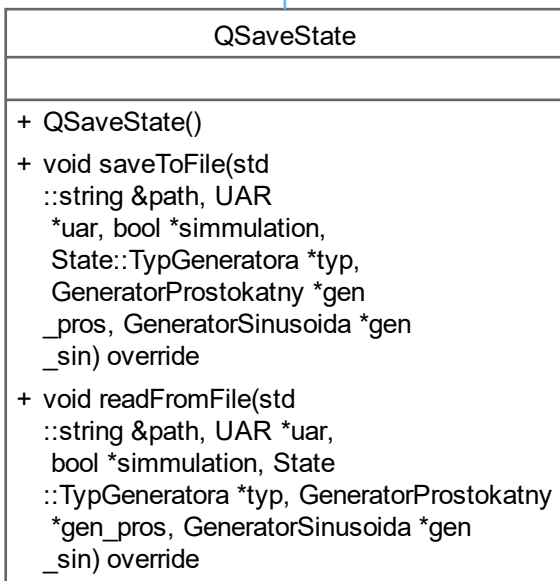 QSaveState
+ QSaveState()
+ void saveToFile(std
::string &path, UAR
*uar, bool *simmulation,
State::TypGeneratora *typ,
GeneratorProstokatny *gen
_pros, GeneratorSinusoida *gen
_sin) override
+ void readFromFile(std
::string &path, UAR *uar,
bool *simmulation, State
::TypGeneratora *typ, GeneratorProstokatny
*gen_pros, GeneratorSinusoida *gen
_sin) override